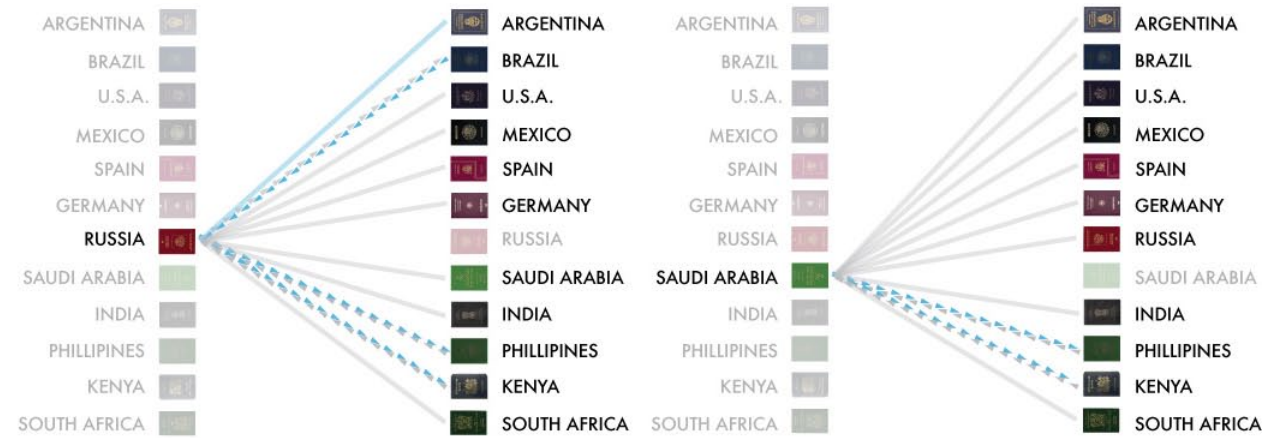 ARGENTINA
BRAZIL
U.S.A.
MEXICO
SPAIN
GERMANY
RUSSIA
SAUDI ARABIA
INDIA
PHILLIPINES
KENYA
SOUTH AFRICA
ARGENTINA
BRAZIL
U.S.A.
MEXICO
SPAIN
GERMANY
RUSSIA
SAUDI ARABIA
INDIA
PHILLIPINES
KENYA
SOUTH AFRICA
ARGENTINA
BRAZIL
U.S.A.
MEXICO
SPAIN
GERMANY
RUSSIA
SAUDI ARABIA
INDIA
PHILLIPINES
KENYA
SOUTH AFRICA
ARGENTINA
BRAZIL
U.S.A.
MEXICO
SPAIN
GERMANY
RUSSIA
SAUDI ARABIA
INDIA
PHILLIPINES
KENYA
SOUTH AFRICA